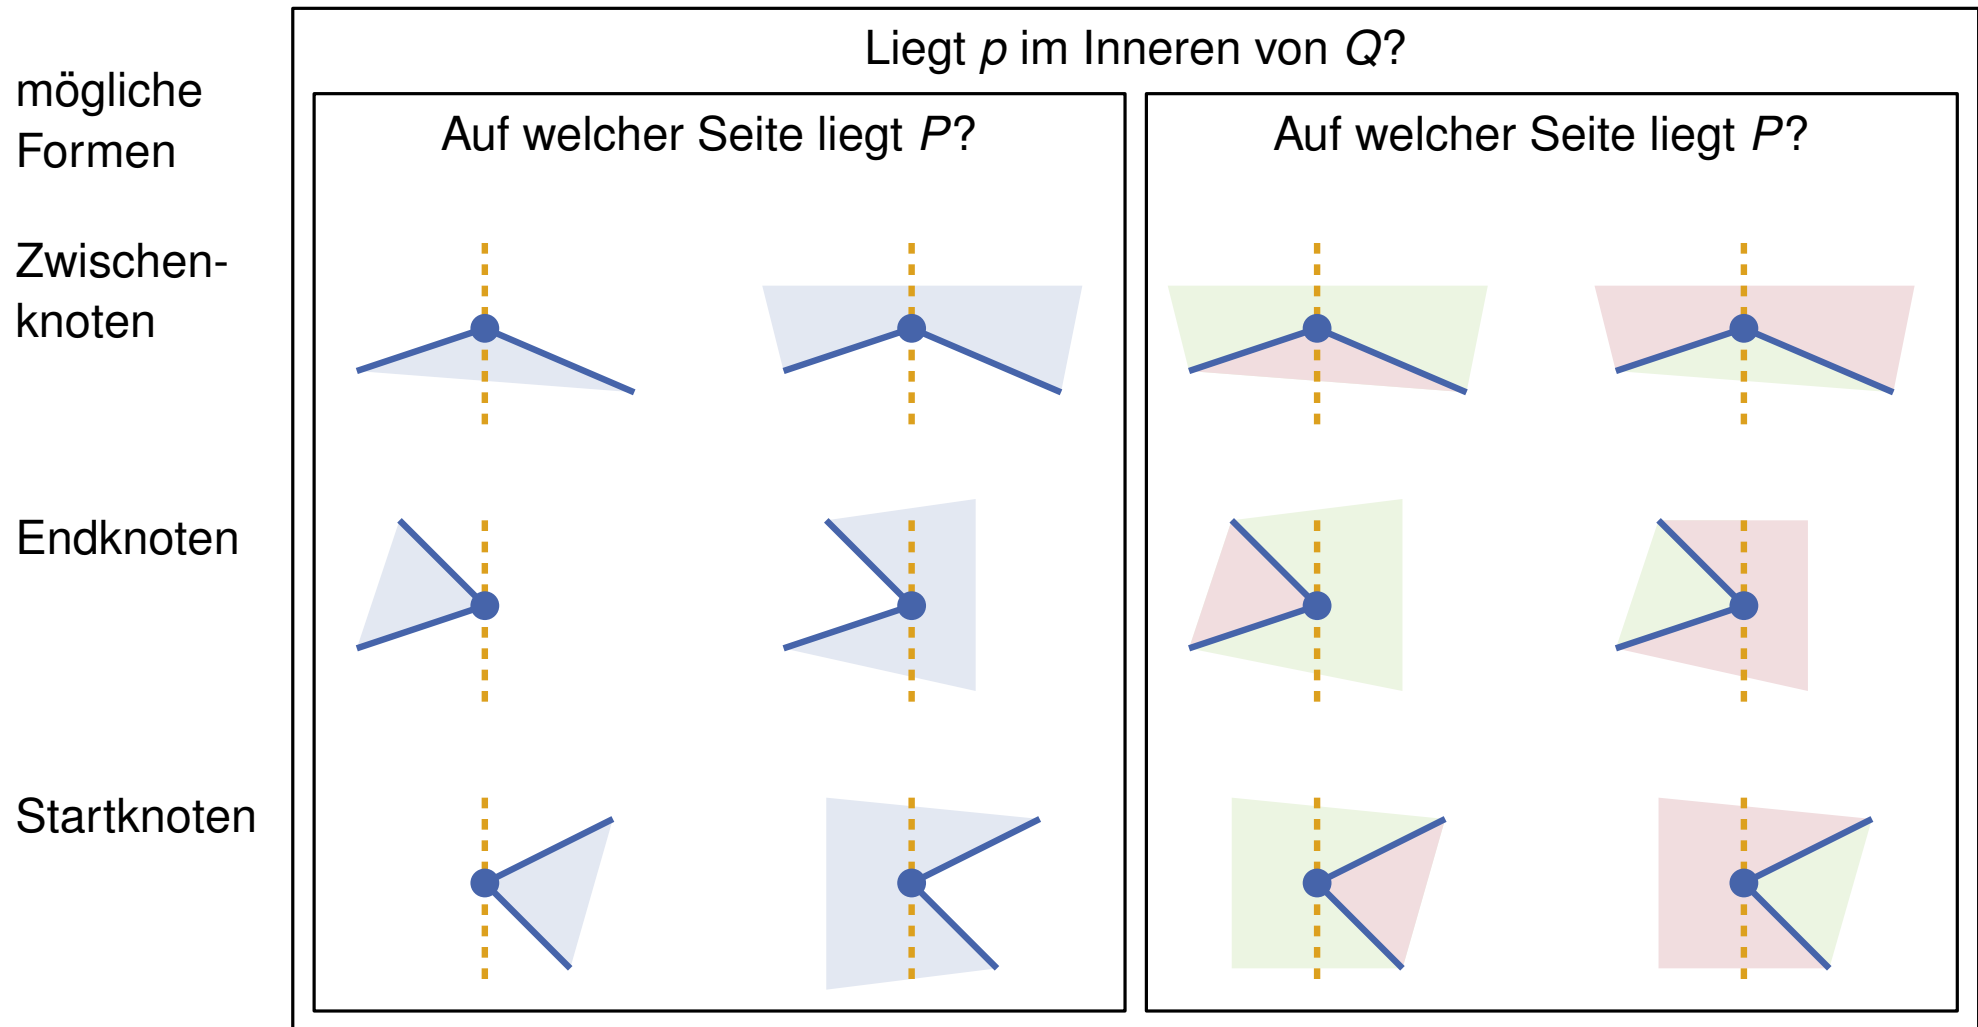 Liegt p im Inneren von Q?
mögliche
Formen
Auf welcher Seite liegt P?
Auf welcher Seite liegt P?
Zwischen-
knoten
Endknoten
Startknoten